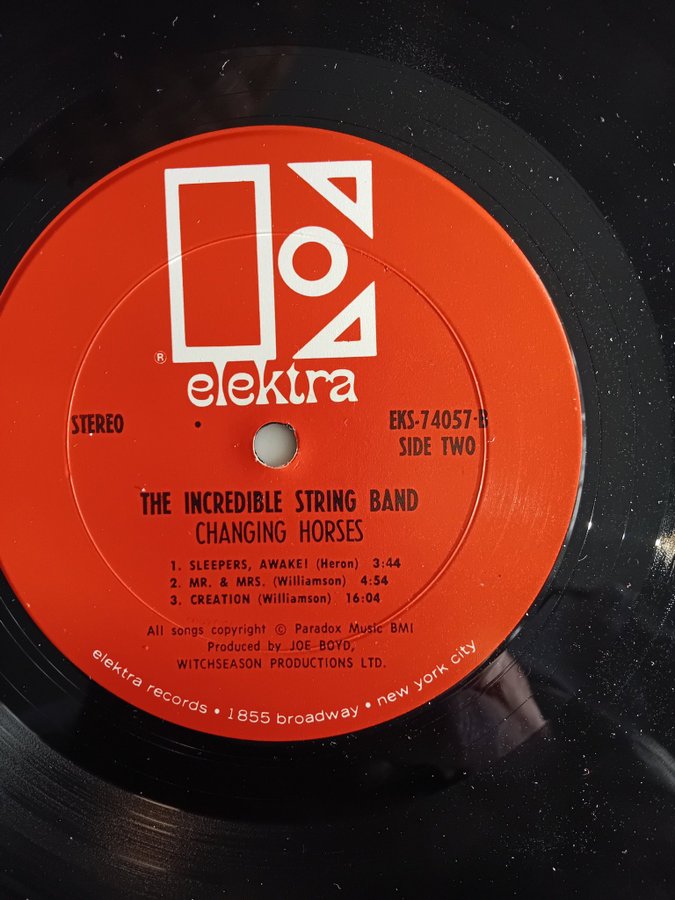 ®
elektra
STEREO
EKS-74057-B
SIDE TWO
THE INCREDIBLE STRING BAND
CHANGING HORSES
1. SLEEPERS, AWAKE! (Heron) 3:44
2. MR. & MRS. (Williamson) 4:54
3. CREATION (Williamson) 16:04
All songs copyright © Paradox Music BMI
Produced by JOE BOYD,
WITCHSEASON PRODUCTIONS LTD.
elektra records • 1855 broadway • new york city